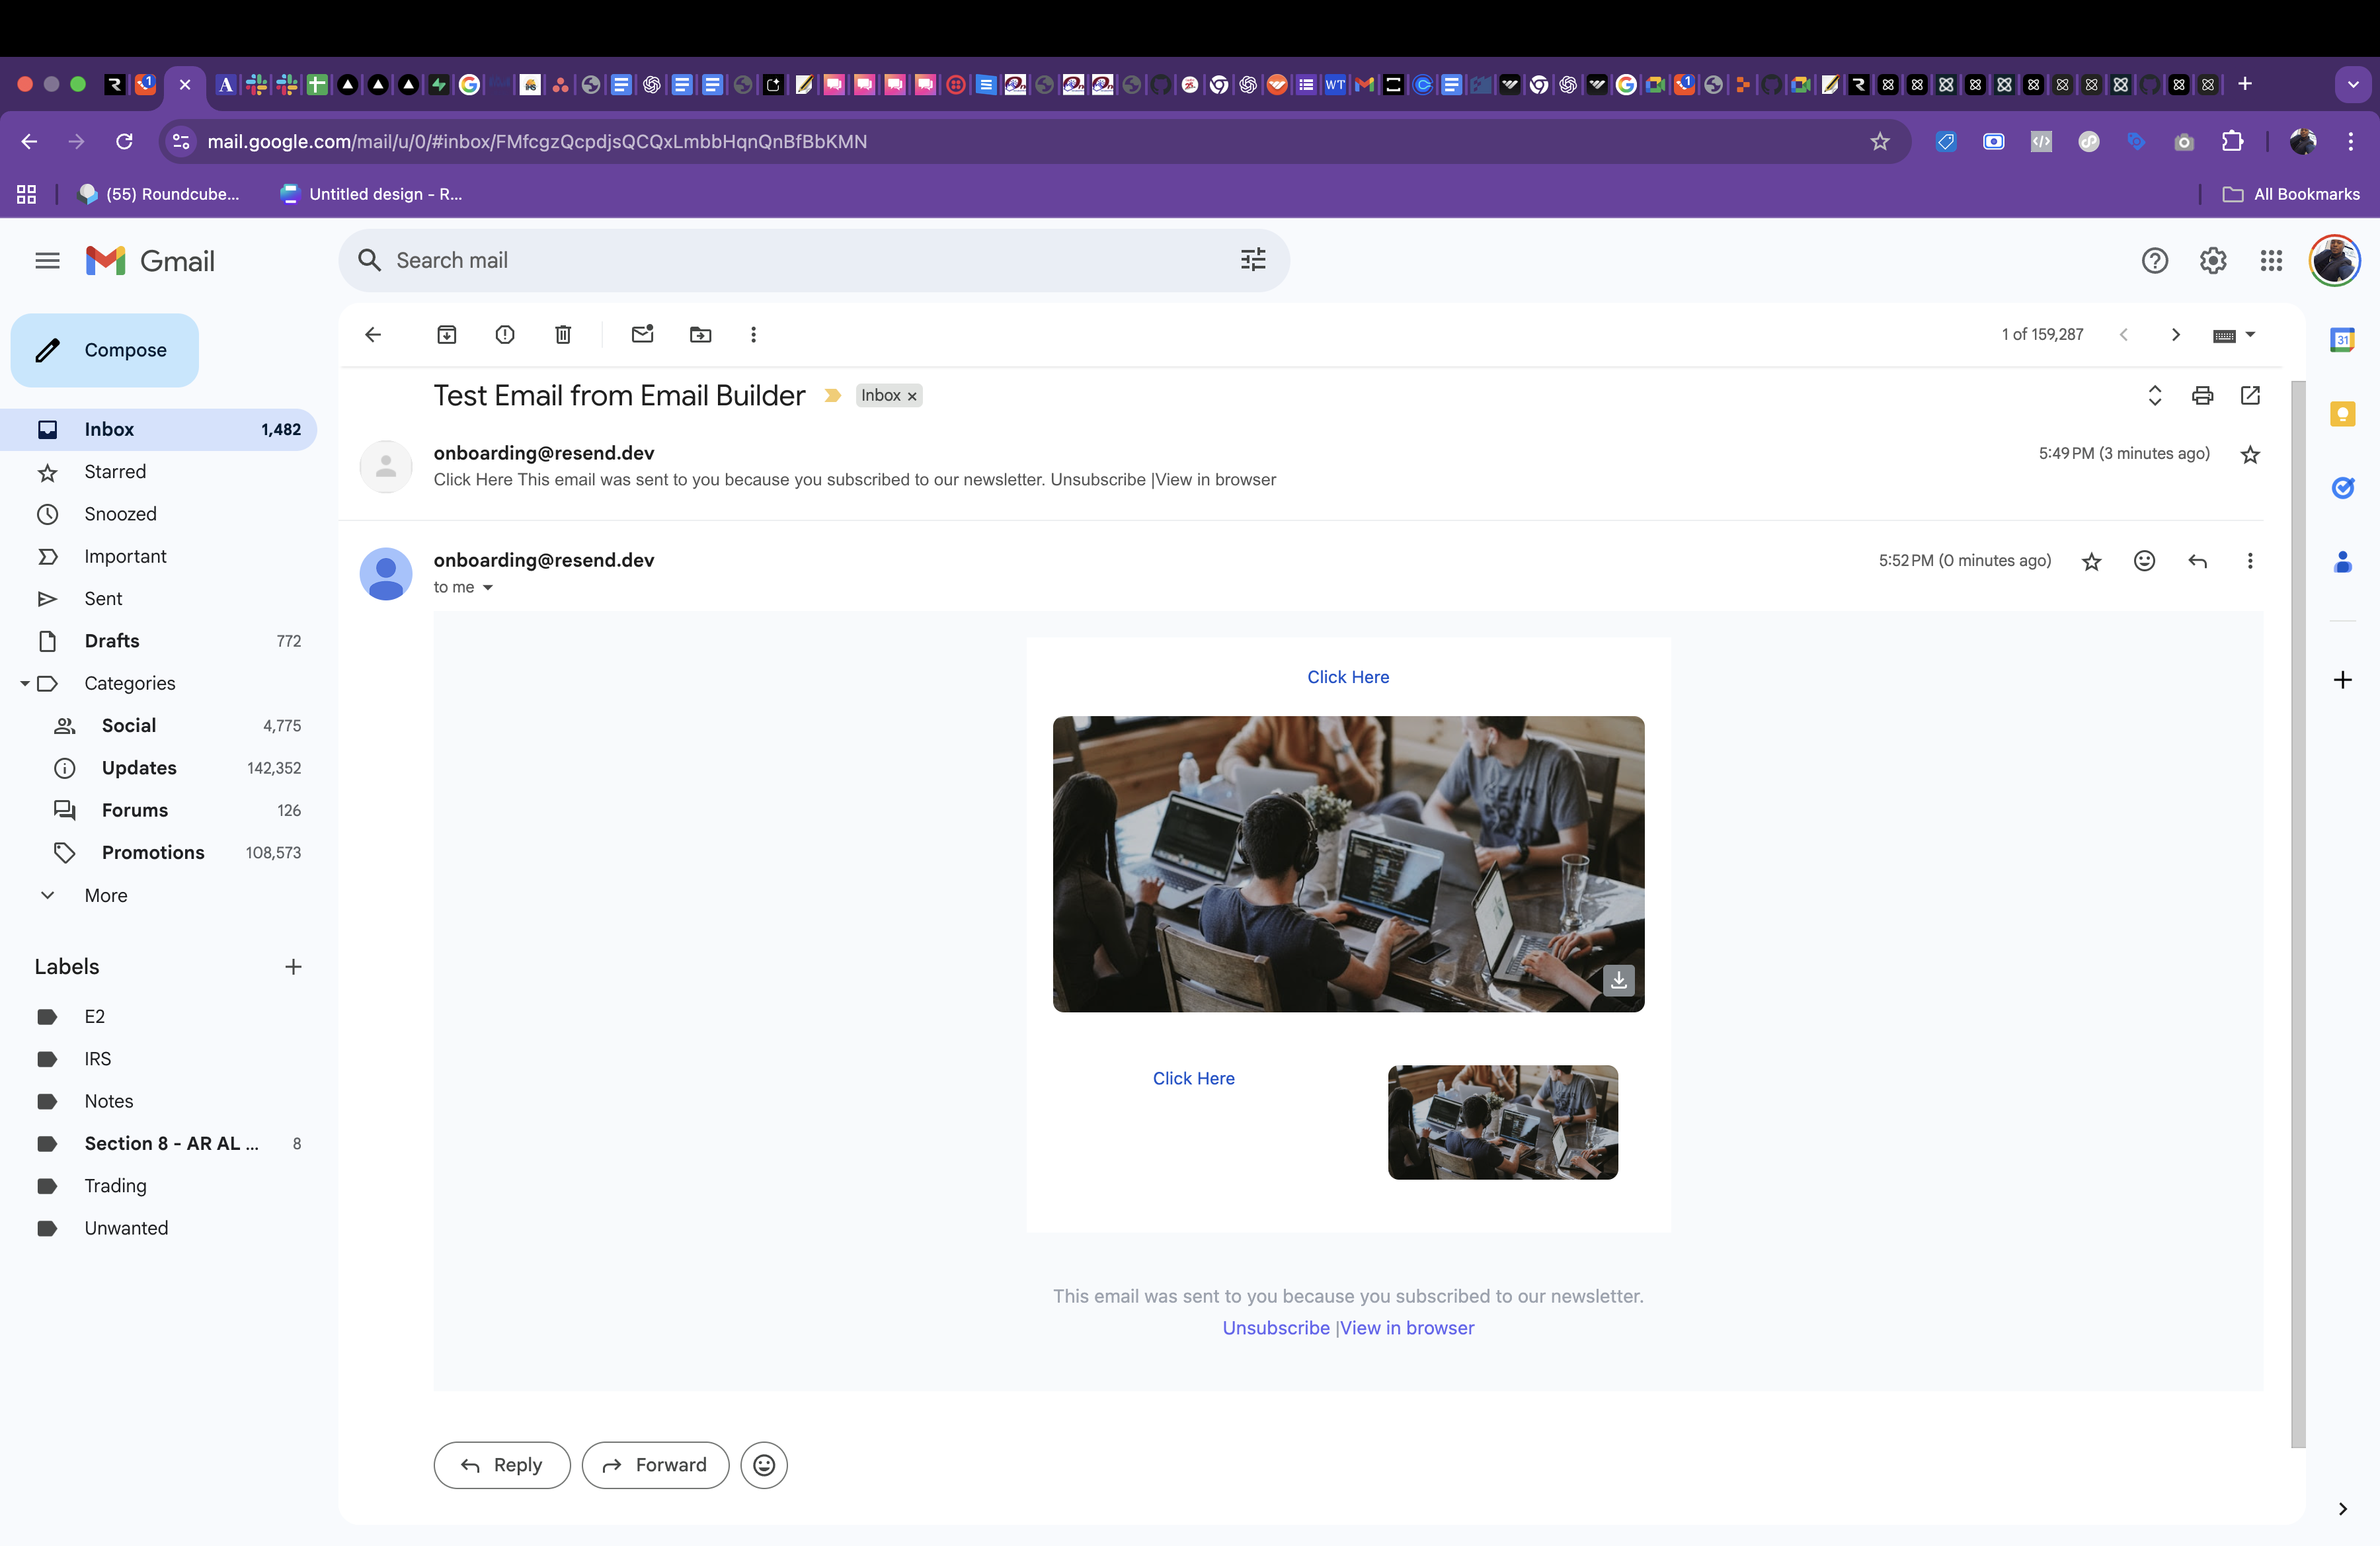 mail.google.com/mail/u/0/#inbox/FMfcgzQcpdjsQCQxLmbbHqnQnBfBbKMN
(55) Roundcube...
Untitled design - R...
All Bookmarks
Gmail
Search mail
Compose
1 of 159,287
Test Email from Email Builder
Inbox ×
Inbox 1,482
Starred
Snoozed
Important
Sent
Drafts 772
Categories
Social 4,775
Updates 142,352
Forums 126
Promotions 108,573
More
Labels
E2
IRS
Notes
Section 8 - AR AL ... 8
Trading
Unwanted
onboarding@resend.dev
5:49 PM (3 minutes ago)
Click Here This email was sent to you because you subscribed to our newsletter. Unsubscribe |View in browser
onboarding@resend.dev
5:52 PM (0 minutes ago)
to me
Click Here
Click Here
This email was sent to you because you subscribed to our newsletter.
Unsubscribe |View in browser
Reply
Forward
31